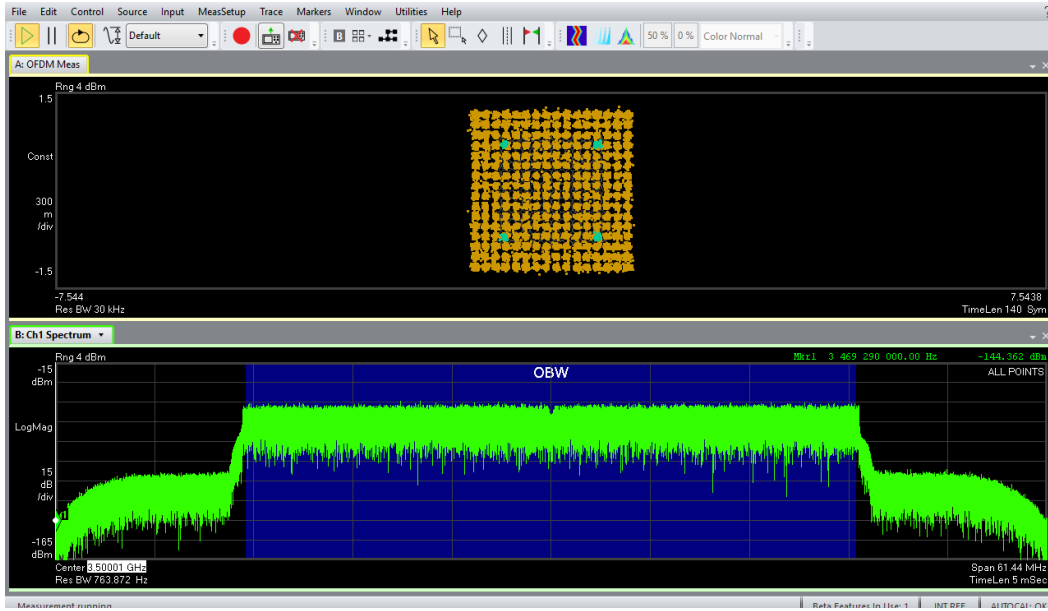 File Edit Control Source Input MeasSetup Trace Markers Window Utilities Help
Default 50 % 0 % Color Normal
A: OFDM Meas
Rng 4 dBm
1.5
Const
300
m
/div
-1.5
-7.544 7.5438
Res BW 30 kHz TimeLen 140 Sym
B: Ch1 Spectrum
Rng 4 dBm Mkr1 3 469 290 000.00 Hz -144.362 dBm
-15 OBW ALL POINTS
dBm
LogMag
15
dB
/div
-165
dBm
Center 3.50001 GHz Span 61.44 MHz
Res BW 763.872 Hz TimeLen 5 mSec
Measurement running Beta Features In Use: 1 INT REF AUTOCAL: OK